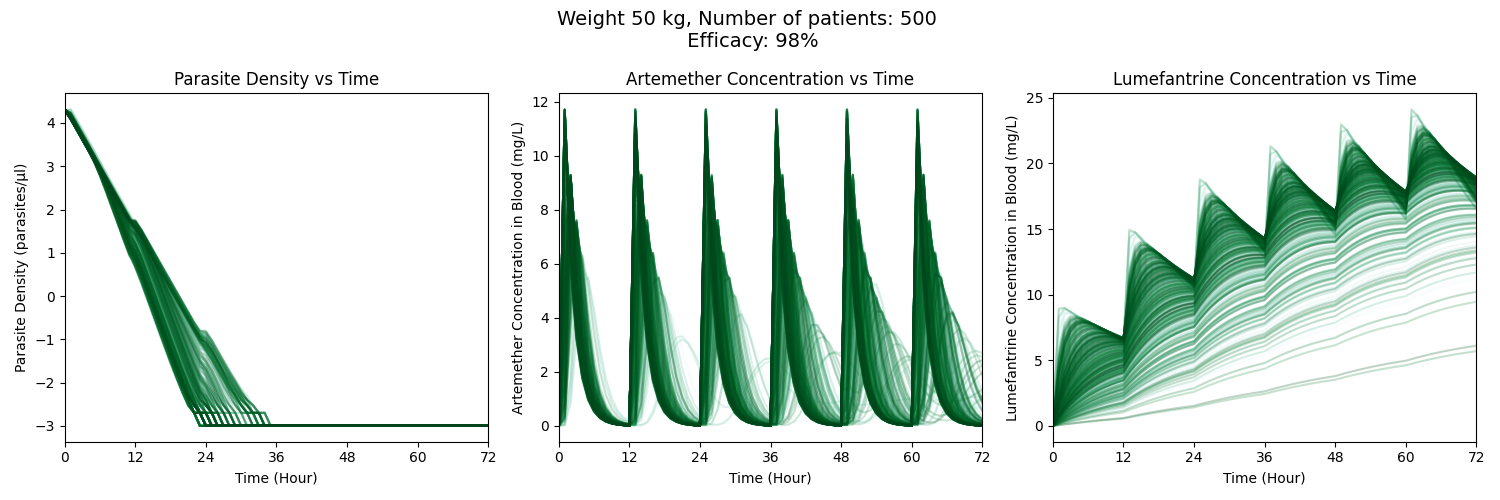 Weight 50 kg, Number of patients: 500
Efficacy: 98%
Parasite Density vs Time
Parasite Density (parasites/µl)
4
3
2
1
0
−1
−2
−3
0 12 24 36 48 60 72
Time (Hour)
Artemether Concentration vs Time
Artemether Concentration in Blood (mg/L)
12
10
8
6
4
2
0
0 12 24 36 48 60 72
Time (Hour)
Lumefantrine Concentration vs Time
Lumefantrine Concentration in Blood (mg/L)
25
20
15
10
5
0
0 12 24 36 48 60 72
Time (Hour)